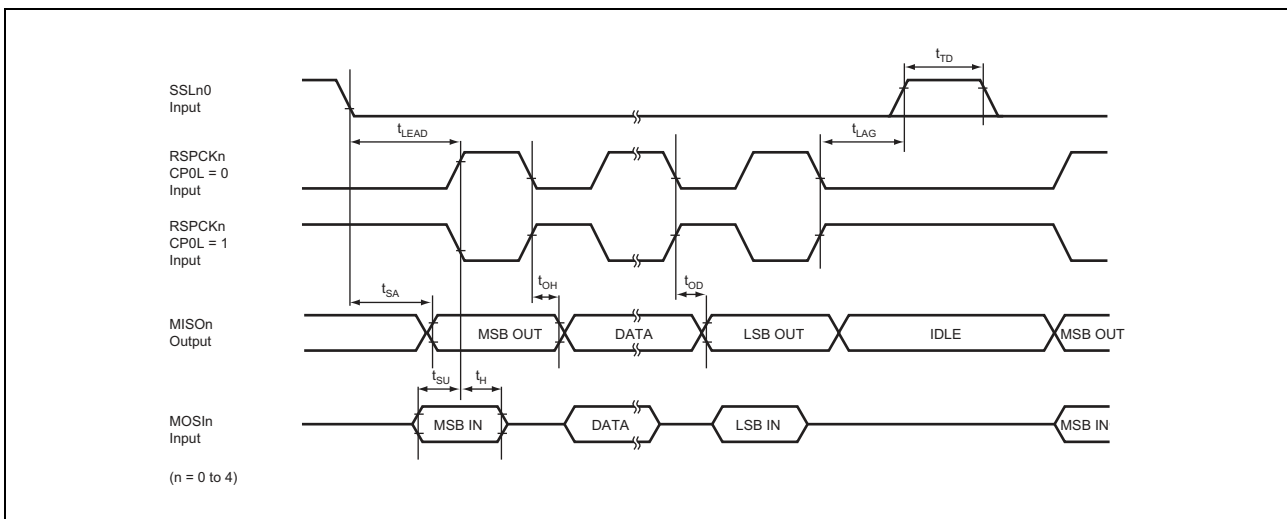 SSLn0
Input
tTD
tLEAD
tLAG
RSPCKn
CP0L = 0
Input
RSPCKn
CP0L = 1
Input
tSA
tOH
tOD
MISOn
Output
MSB OUT
DATA
LSB OUT
IDLE
MSB OUT
tSU
tH
MOSIn
Input
MSB IN
DATA
LSB IN
MSB IN
(n = 0 to 4)